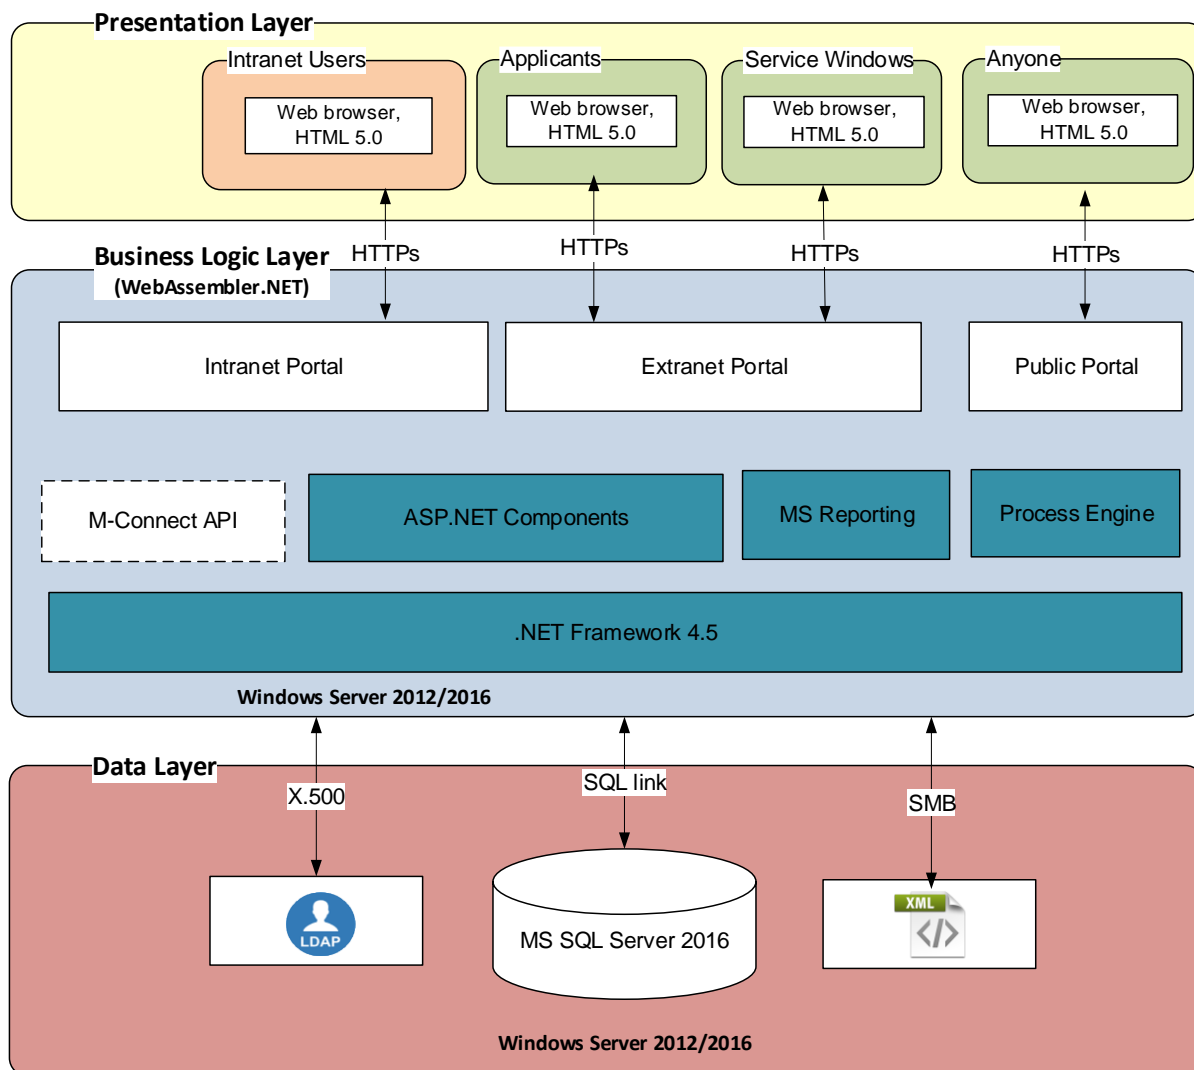 Presentation Layer
Intranet Users
Applicants
Service Windows
Anyone
Web browser,
HTML 5.0
Web browser,
HTML 5.0
Web browser,
HTML 5.0
Web browser,
HTML 5.0
HTTPs
HTTPs
HTTPs
HTTPs
Business Logic Layer
(WebAssembler.NET)
Intranet Portal
Extranet Portal
Public Portal
M-Connect API
ASP.NET Components
MS Reporting
Process Engine
.NET Framework 4.5
Windows Server 2012/2016
Data Layer
X.500
SQL link
SMB
LDAP
MS SQL Server 2016
XML
</>
Windows Server 2012/2016